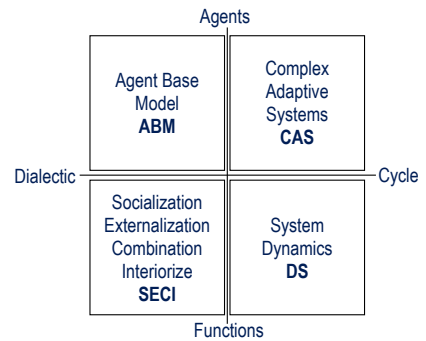 Agents
Agent Base
Model
ABM
Complex
Adaptive
Systems
CAS
Dialectic
Cycle
Socialization
Externalization
Combination
Interiorize
SECI
System
Dynamics
DS
Functions